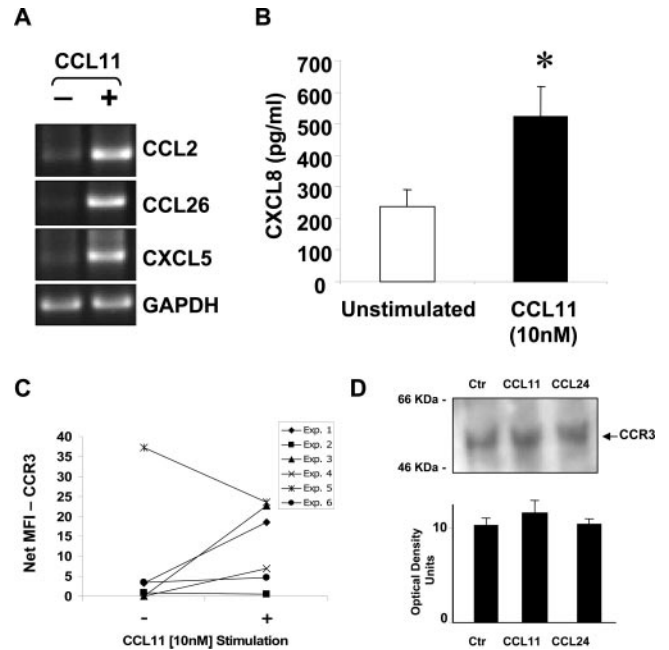 A
CCL11
– +
CCL2
CCL26
CXCL5
GAPDH
B
CXCL8 (pg/ml)
700
600
500
400
300
200
100
0
*
Unstimulated
CCL11
(10nM)
C
Net MFI – CCR3
40
35
30
25
20
15
10
5
0
- +
CCL11 [10nM] Stimulation
Exp. 1
Exp. 2
Exp. 3
Exp. 4
Exp. 5
Exp. 6
D
Ctr CCL11 CCL24
66 KDa -
CCR3
46 KDa -
Optical Density
Units
10
0
Ctr CCL11 CCL24